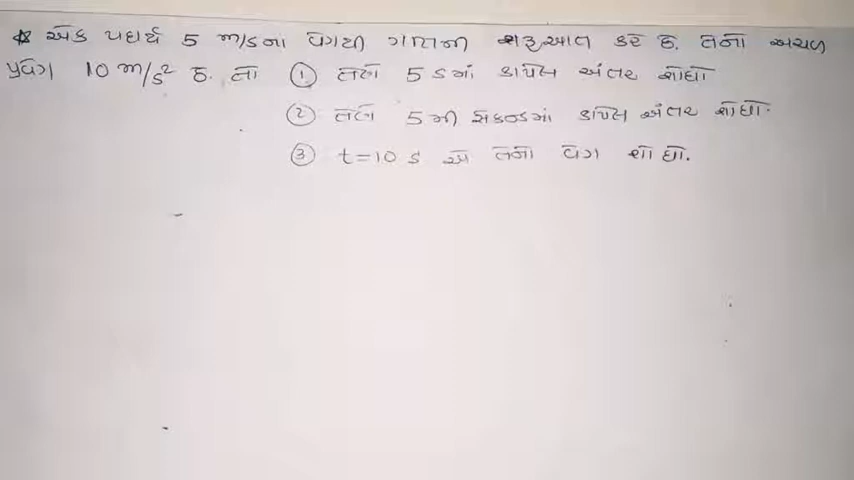 * એક પદાર્થ 5 m/s ના વેગથી ગતિની શરૂઆત કરે છે. તેનો અચળ
પ્રવેગ 10 m/s² છે. તો ① તેણે 5 s માં કાપેલ અંતર શોધો
② તેણે 5 મી સેકન્ડમાં કાપેલ અંતર શોધો.
③ t=10 s એ તેનો વેગ શોધો.